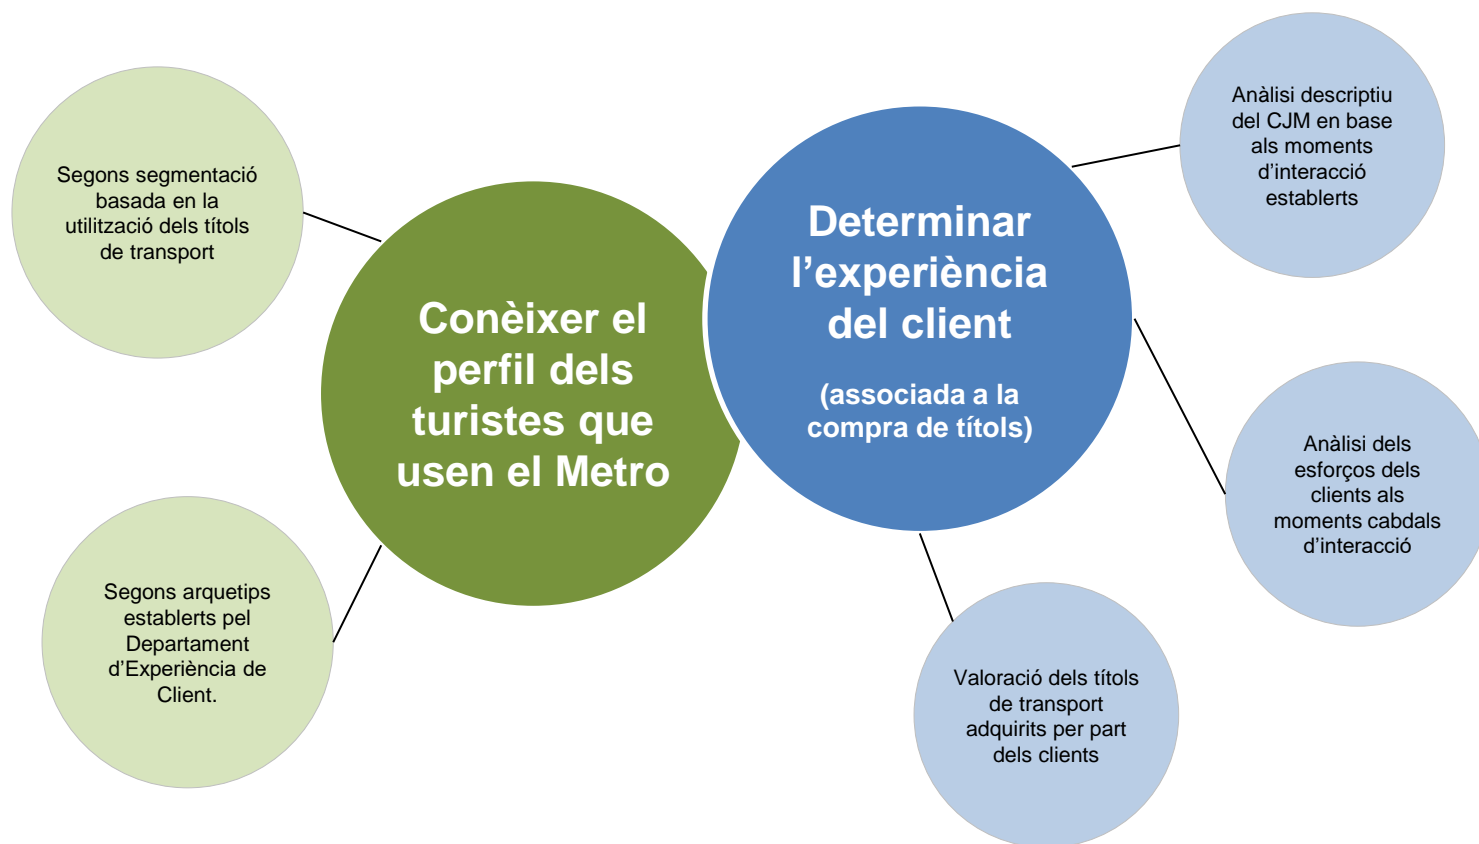 Segons segmentació
basada en la
utilització dels títols
de transport
Conèixer el
perfil dels
turistes que
usen el Metro
Segons arquetips
establerts pel
Departament
d’Experiència de
Client.
Determinar
l’experiència
del client
(associada a la
compra de títols)
Anàlisi descriptiu
del CJM en base
als moments
d’interacció
establerts
Anàlisi dels
esforços dels
clients als
moments cabdals
d’interacció
Valoració dels títols
de transport
adquirits per part
dels clients